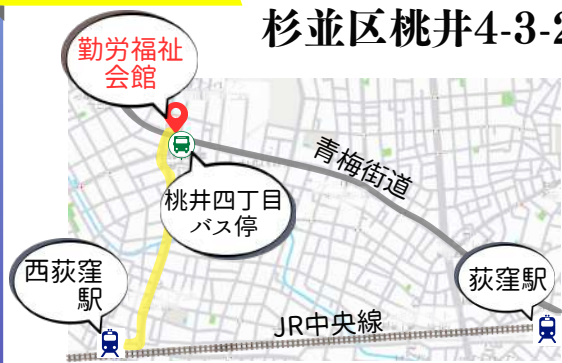 杉並区桃井4-3-2
勤労福祉
会館
青梅街道
桃井四丁目
バス停
西荻窪
駅
荻窪駅
JR中央線